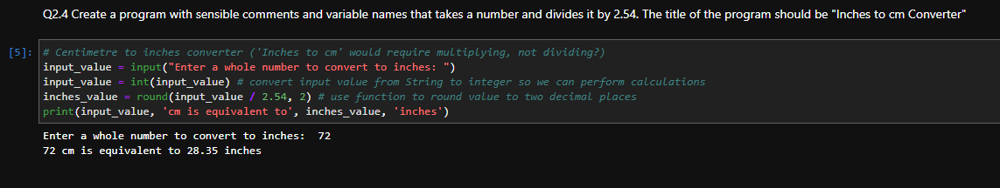 Q2.4 Create a program with sensible comments and variable names that takes a number and divides it by 2.54. The title of the program should be "Inches to cm Converter"
[5]: # Centimetre to inches converter ('Inches to cm' would require multiplying, not dividing?)
input_value = input("Enter a whole number to convert to inches: ")
input_value = int(input_value) # convert input value from String to integer so we can perform calculations
inches_value = round(input_value / 2.54, 2) # use function to round value to two decimal places
print(input_value, 'cm is equivalent to', inches_value, 'inches')
Enter a whole number to convert to inches:  72
72 cm is equivalent to 28.35 inches